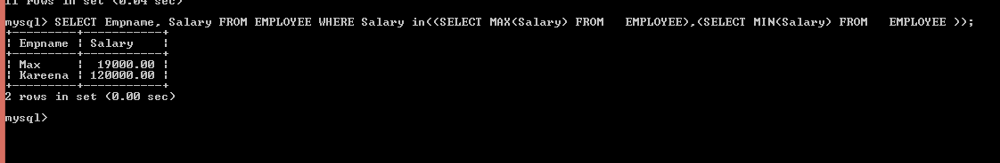 11 rows in set (0.04 sec)
mysql> SELECT Empname, Salary FROM EMPLOYEE WHERE Salary in((SELECT MAX(Salary) FROM   EMPLOYEE),(SELECT MIN(Salary) FROM   EMPLOYEE ));
+---------+-----------+
| Empname | Salary    |
+---------+-----------+
| Max     |  19000.00 |
| Kareena | 120000.00 |
+---------+-----------+
2 rows in set (0.00 sec)
mysql>